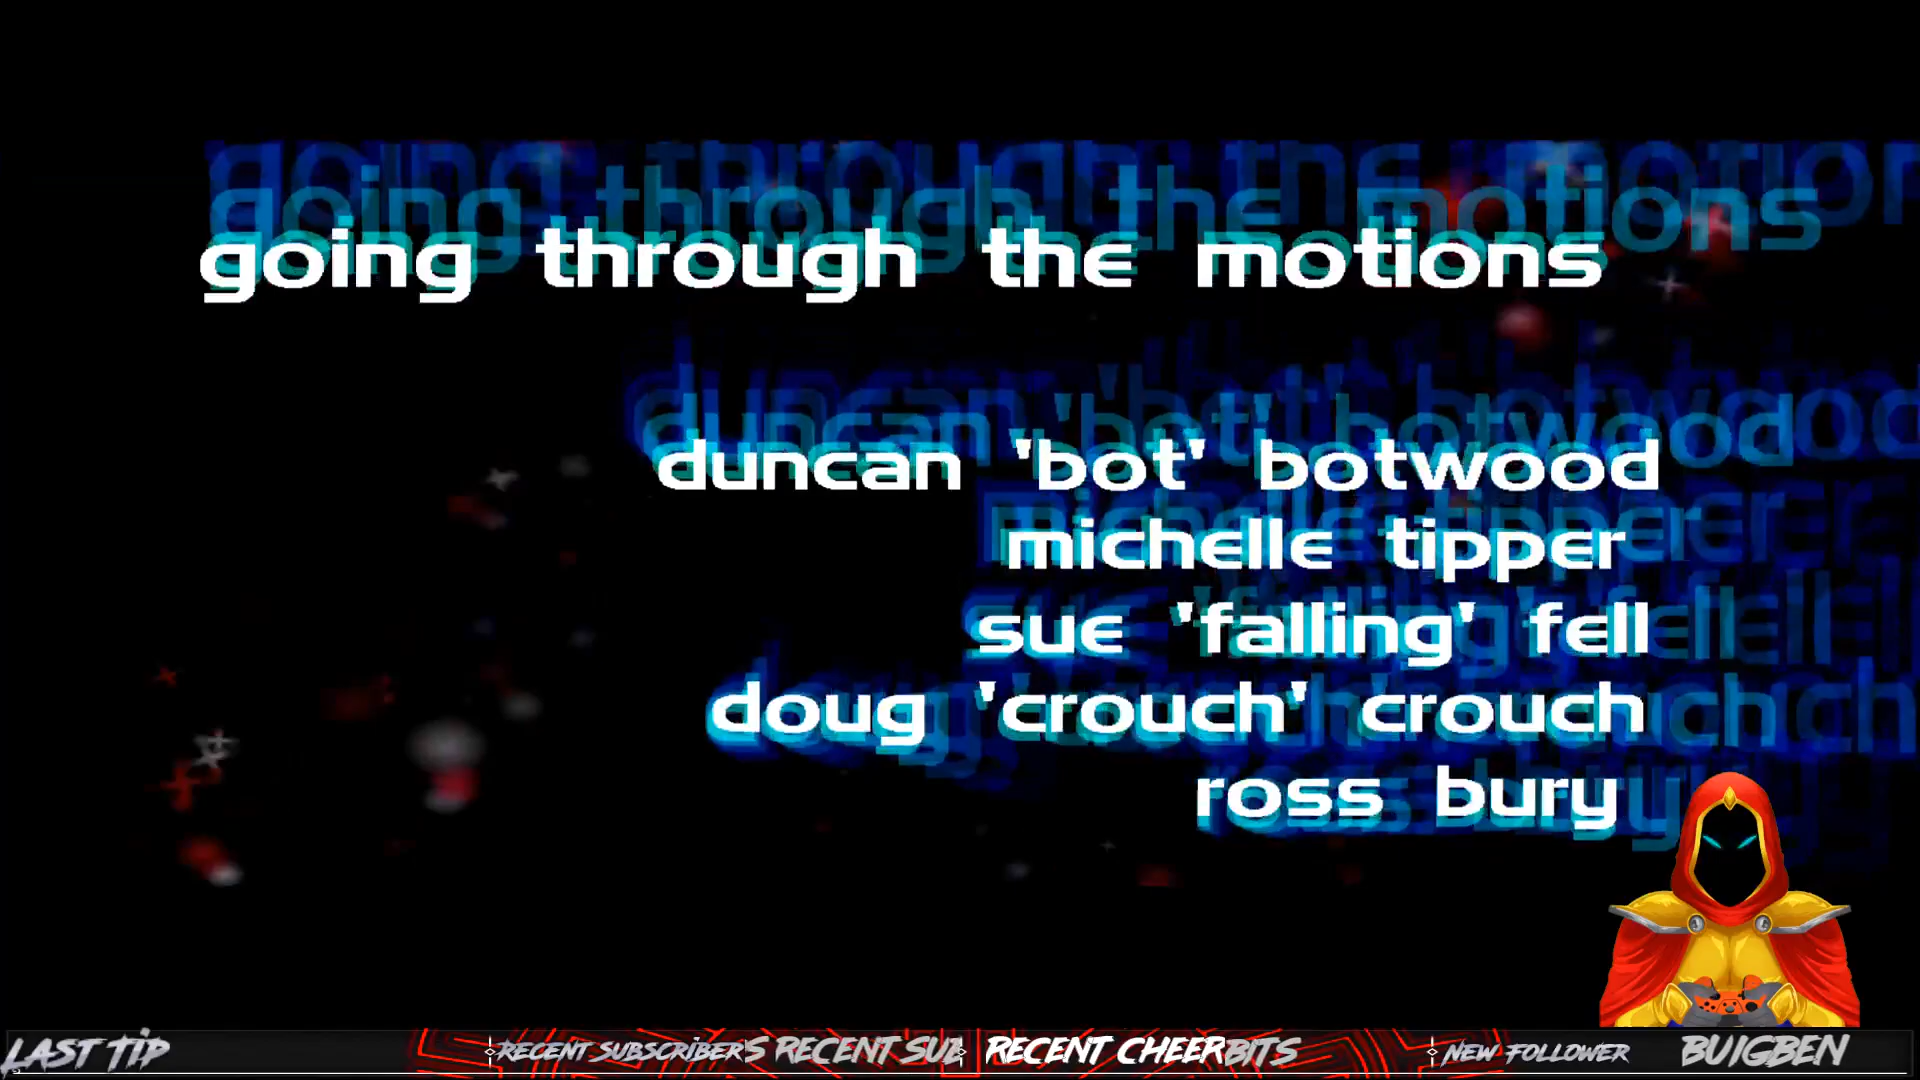 going through the motions
duncan 'bot' botwood
michelle tipper
sue 'falling' fell
doug 'crouch' crouch
ross bury
LAST TIP
RECENT SUBSCRIBERS RECENT SUB
RECENT CHEERBITS
NEW FOLLOWER
BUIGBEN